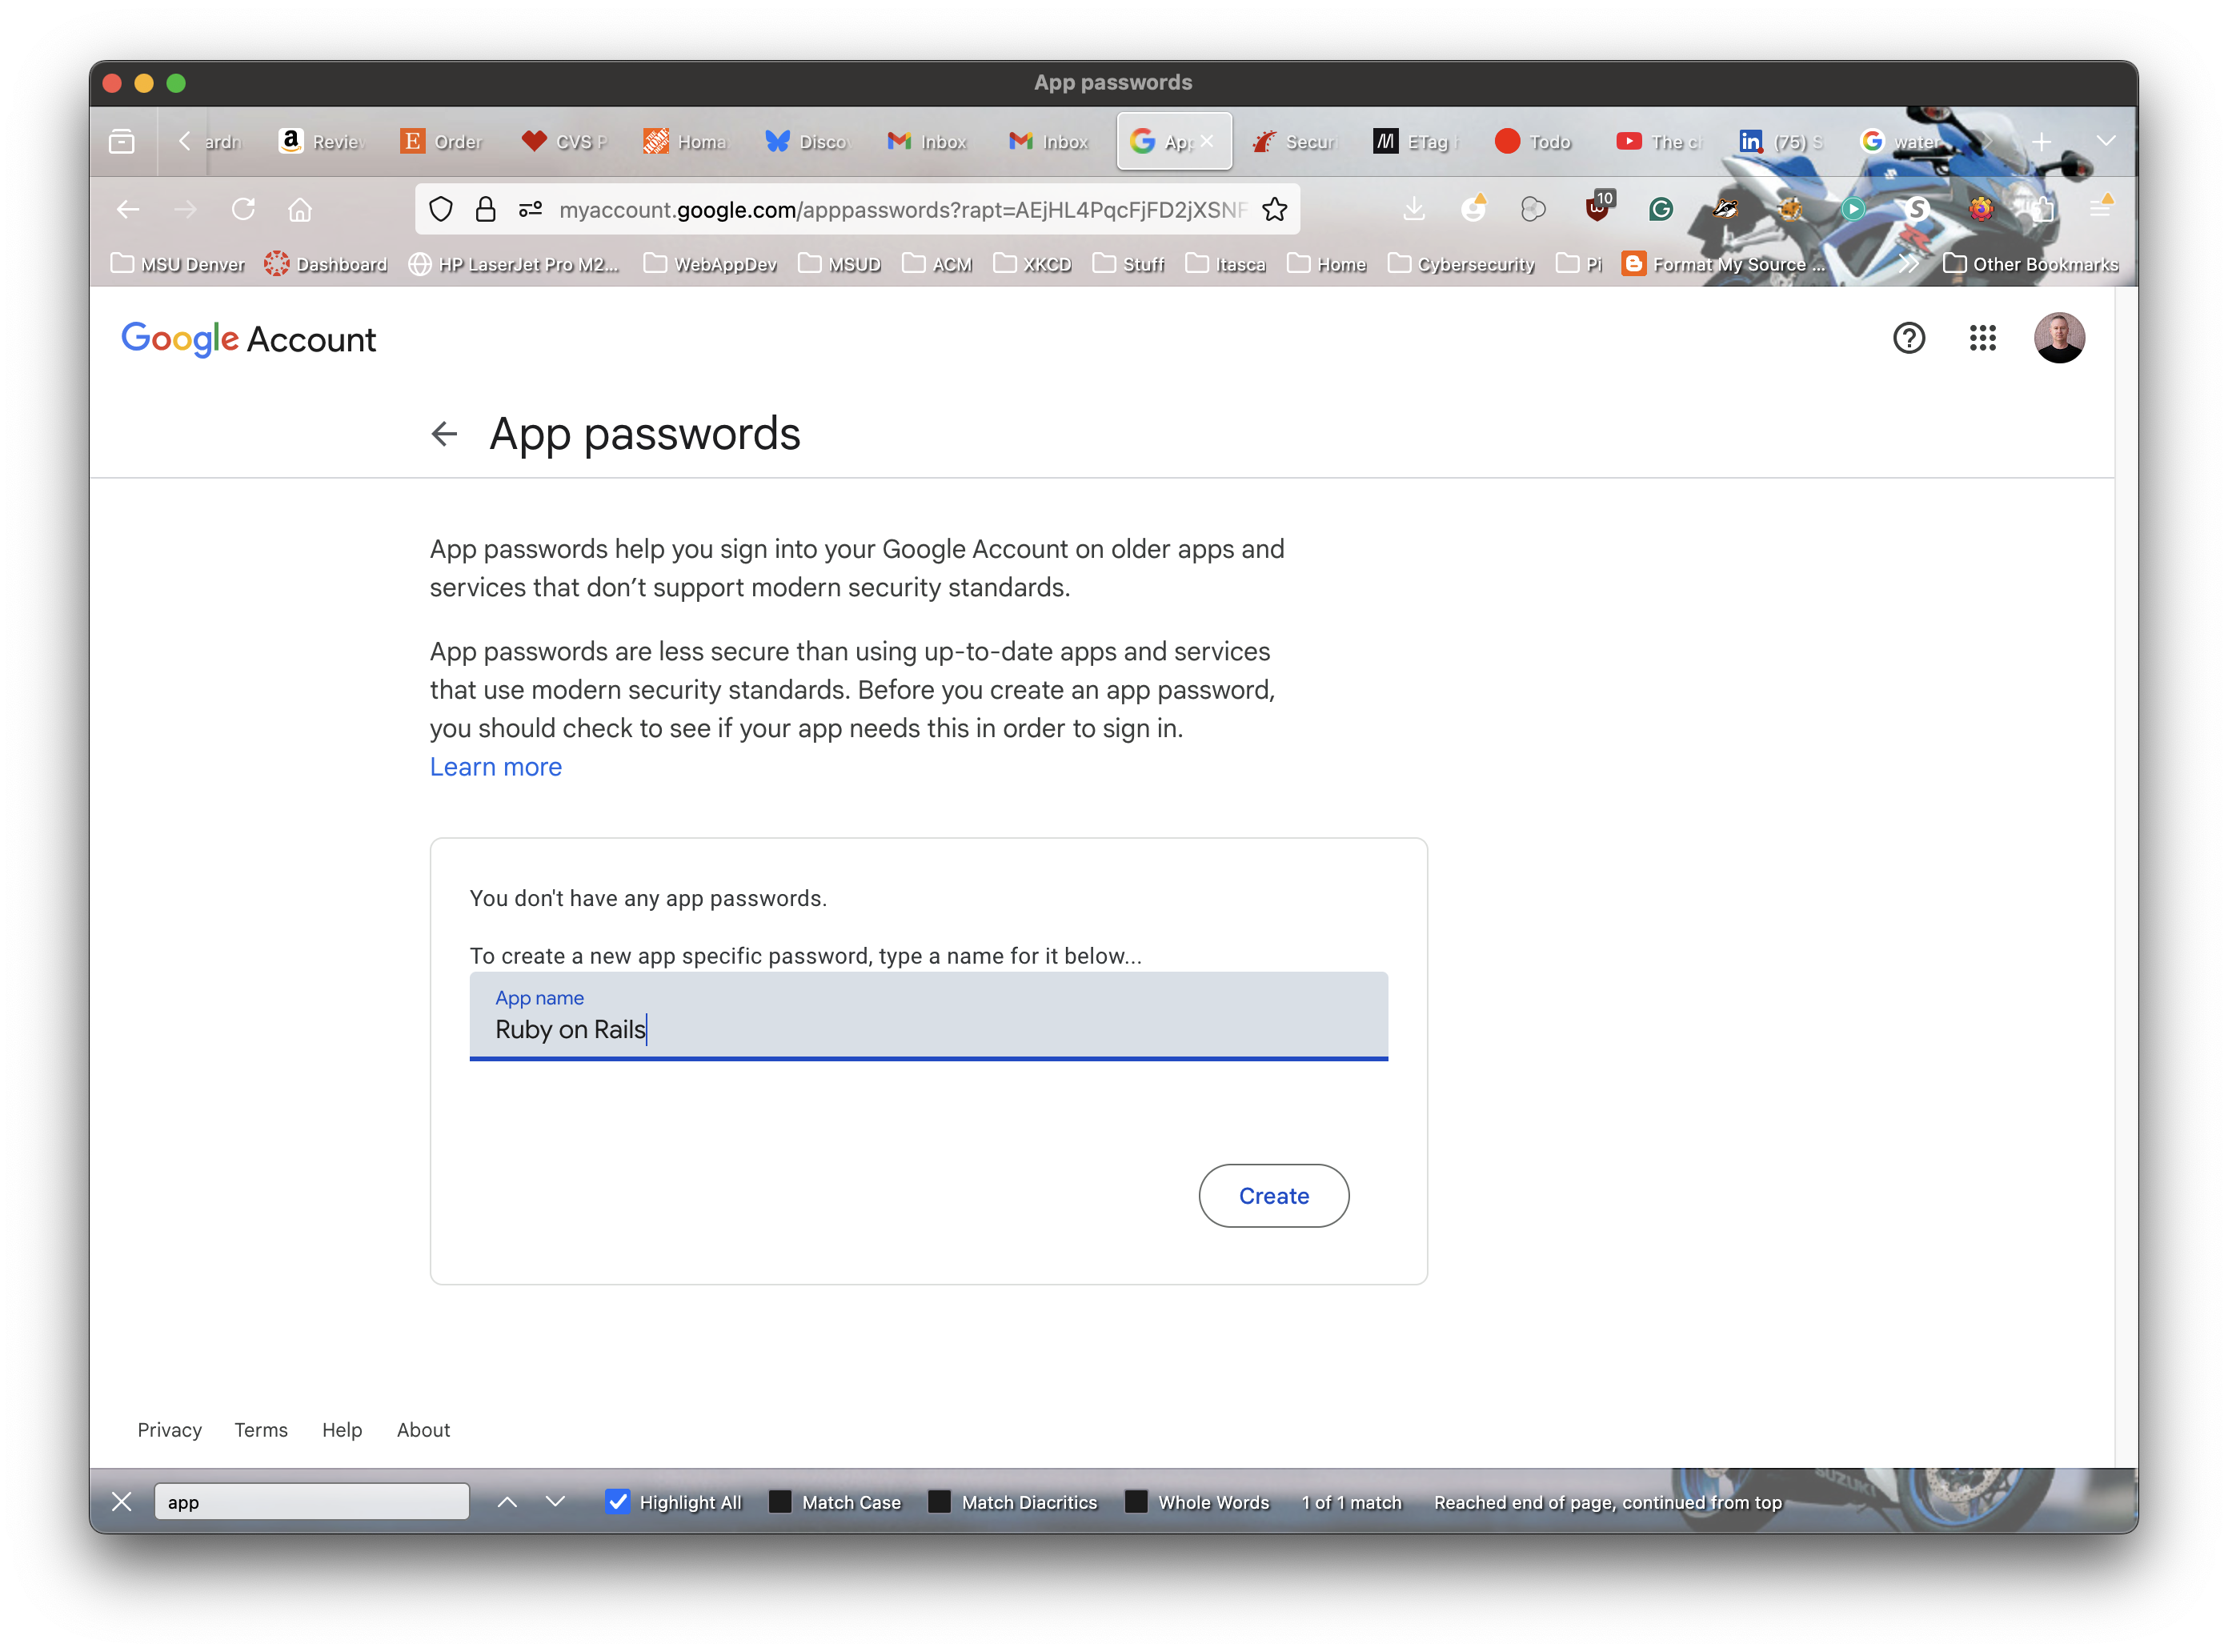 App passwords
ardn
Review
Order
CVS P
Homa
Disco
Inbox
Inbox
App
Securi
ETag
Todo
The c
(75) S
water
myaccount.google.com/apppasswords?rapt=AEjHL4PqcFjFD2jXSNF
10
MSU Denver
Dashboard
HP LaserJet Pro M2...
WebAppDev
MSUD
ACM
XKCD
Stuff
Itasca
Home
Cybersecurity
Pi
Format My Source ...
Other Bookmarks
Google Account
App passwords
App passwords help you sign into your Google Account on older apps and
services that don’t support modern security standards.
App passwords are less secure than using up-to-date apps and services
that use modern security standards. Before you create an app password,
you should check to see if your app needs this in order to sign in.
Learn more
You don't have any app passwords.
To create a new app specific password, type a name for it below...
App name
Ruby on Rails
Create
Privacy
Terms
Help
About
app
Highlight All
Match Case
Match Diacritics
Whole Words
1 of 1 match
Reached end of page, continued from top
SUZUKI